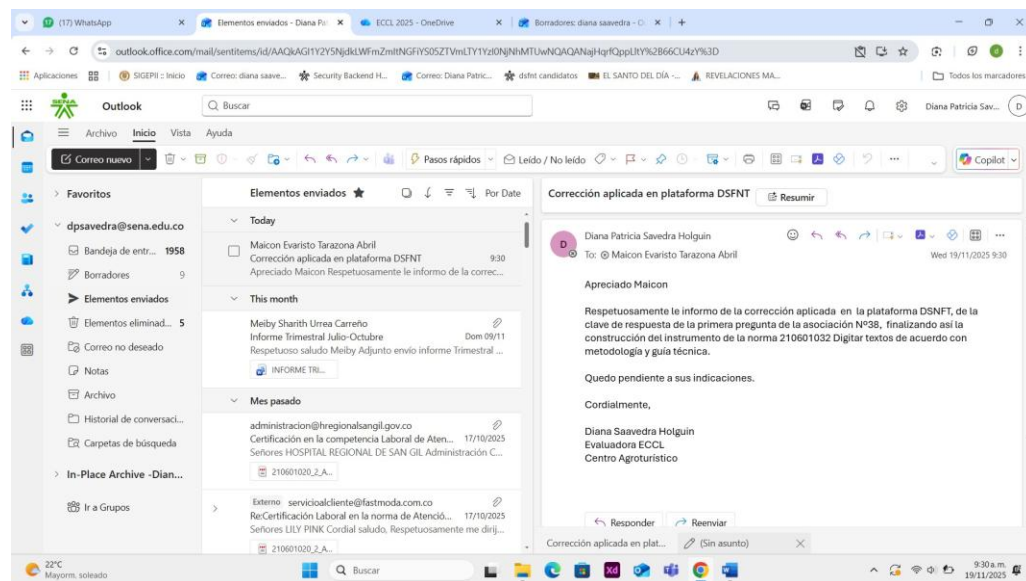 (17) WhatsApp
Elementos enviados - Diana Pat
ECCL 2025 - OneDrive
Borradores: diana saavedra - O
outlook.office.com/mail/sentitems/id/
Aplicaciones
SIGEPII :: Inicio
Correo: diana saave...
Security Backend H...
Correo: Diana Patric...
dsfnt candidatos
EL SANTO DEL DÍA -...
REVELACIONES MA...
Todos los marcadores
SENA
Outlook
Buscar
Diana Patricia Sav...
D
Archivo Inicio Vista Ayuda
Correo nuevo
Pasos rápidos
Leído / No leído
Copilot
Favoritos
dpsavedra@sena.edu.co
Bandeja de entr... 1958
Borradores 9
Elementos enviados
Elementos eliminad... 5
Correo no deseado
Notas
Archivo
Historial de conversaci...
Carpetas de búsqueda
In-Place Archive -Dian...
Ir a Grupos
Elementos enviados
Por Date
Today
Maicon Evaristo Tarazona Abril
Corrección aplicada en plataforma DSFNT 9:30
Apreciado Maicon Respetuosamente le informo de la correc...
This month
Meiby Sharith Urrea Carreño
Informe Trimestral Julio-Octubre Dom 09/11
Respetuoso saludo Meiby Adjunto envio informe Trimestral ...
INFORME TRI...
Mes pasado
administracion@hregionalsangil.gov.co
Certificación en la competencia Laboral de Aten... 17/10/2025
Señores HOSPITAL REGIONAL DE SAN GIL Administración C...
210601020_2_A...
Externo servicioalcliente@fastmoda.com.co
Re:Certificación Laboral en la norma de Atenció... 17/10/2025
Señores LILY PINK Cordial saludo, Respetuosamente me dirij...
210601020_2_A...
Corrección aplicada en plataforma DSFNT
Resumir
D
Diana Patricia Savedra Holguin
To: Maicon Evaristo Tarazona Abril
Wed 19/11/2025 9:30
Apreciado Maicon
Respetuosamente le informo de la corrección aplicada en la plataforma DSNFT, de la
clave de respuesta de la primera pregunta de la asociación Nº38, finalizando así la
construcción del instrumento de la norma 210601032 Digitar textos de acuerdo con
metodología y guía técnica.
Quedo pendiente a sus indicaciones.
Cordialmente,
Diana Saavedra Holguin
Evaluadora ECCL
Centro Agroturístico
Responder
Reenviar
Corrección aplicada en plat...
(Sin asunto)
22°C
Mayorm. soleado
Buscar
Xd
9:30 a.m.
19/11/2025